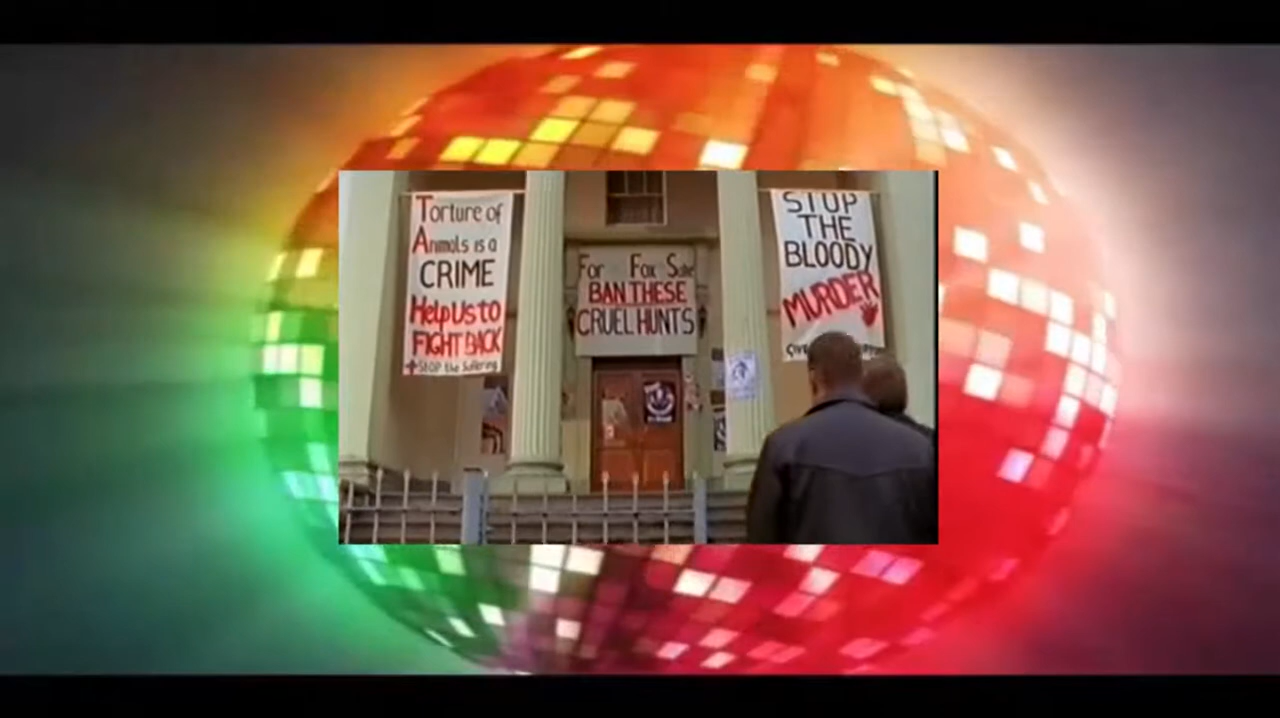 Torture of
Animals is a
CRIME
Help Us to
FIGHT BACK
STOP the Suffering
For Fox Sake
BAN THESE
CRUEL HUNTS
STOP
THE
BLOODY
MURDER